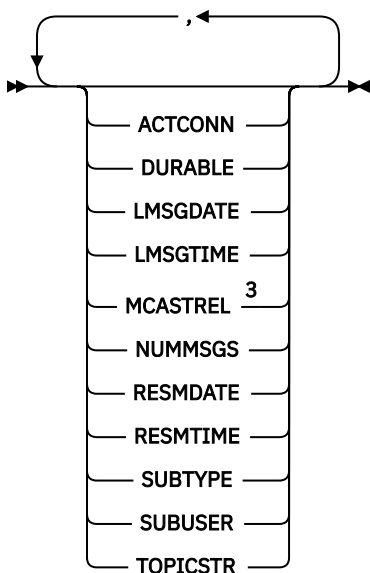 ,
ACTCONN
DURABLE
LMSGDATE
LMSGTIME
MCASTREL 3
NUMMSGS
RESMDATE
RESMTIME
SUBTYPE
SUBUSER
TOPICSTR